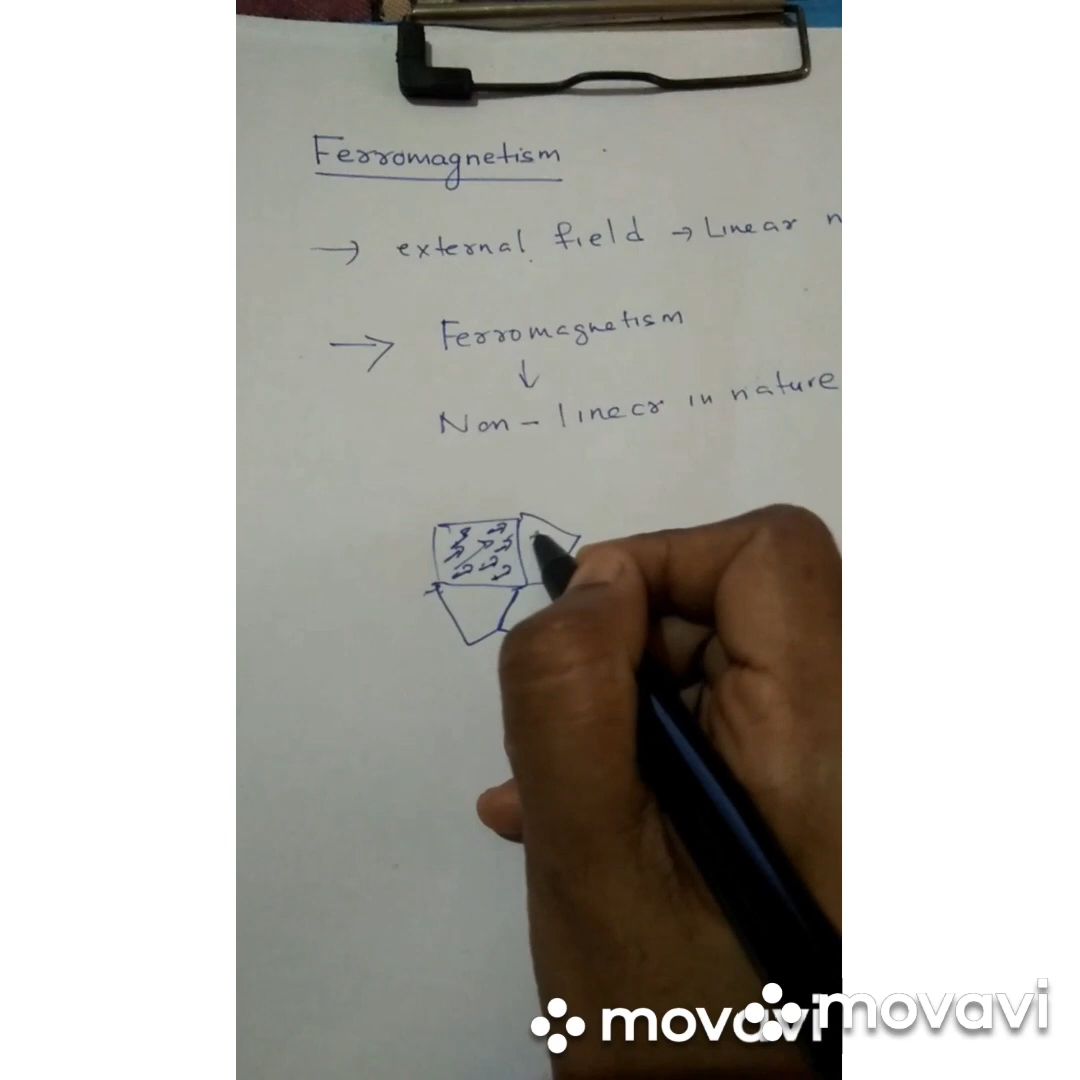 Ferromagnetism
→ external field → Linear n
→ Ferromagnetism
↓
Non - linear in nature
movavi movavi